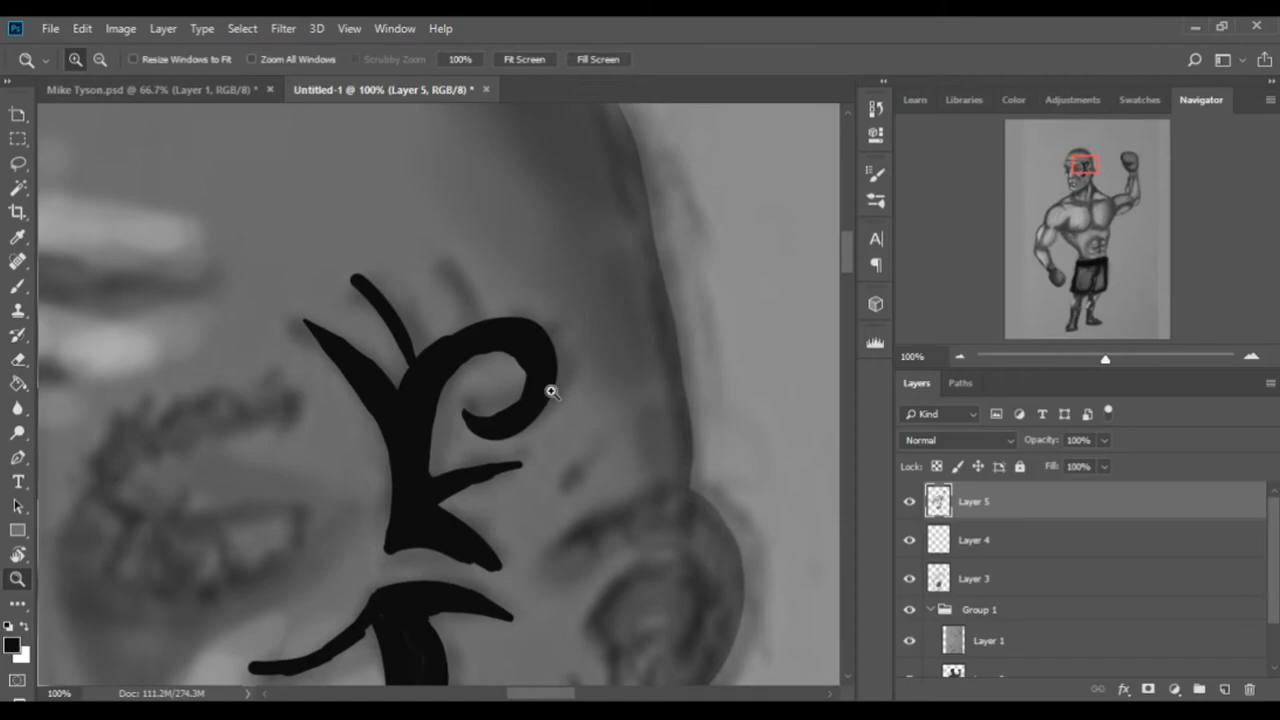 Ps File Edit Image Layer Type Select Filter 3D View Window Help
Resize Windows to Fit Zoom All Windows Scrubby Zoom 100% Fit Screen Fill Screen
Mike Tyson.psd @ 66.7% (Layer 1, RGB/8) * Untitled-1 @ 100% (Layer 5, RGB/8) *
Learn Libraries Color Adjustments Swatches Navigator
100%
Layers Paths
Kind
Normal Opacity: 100%
Lock: Fill: 100%
Layer 5
Layer 4
Layer 3
Group 1
Layer 1
100% Doc: 111.2M/274.3M